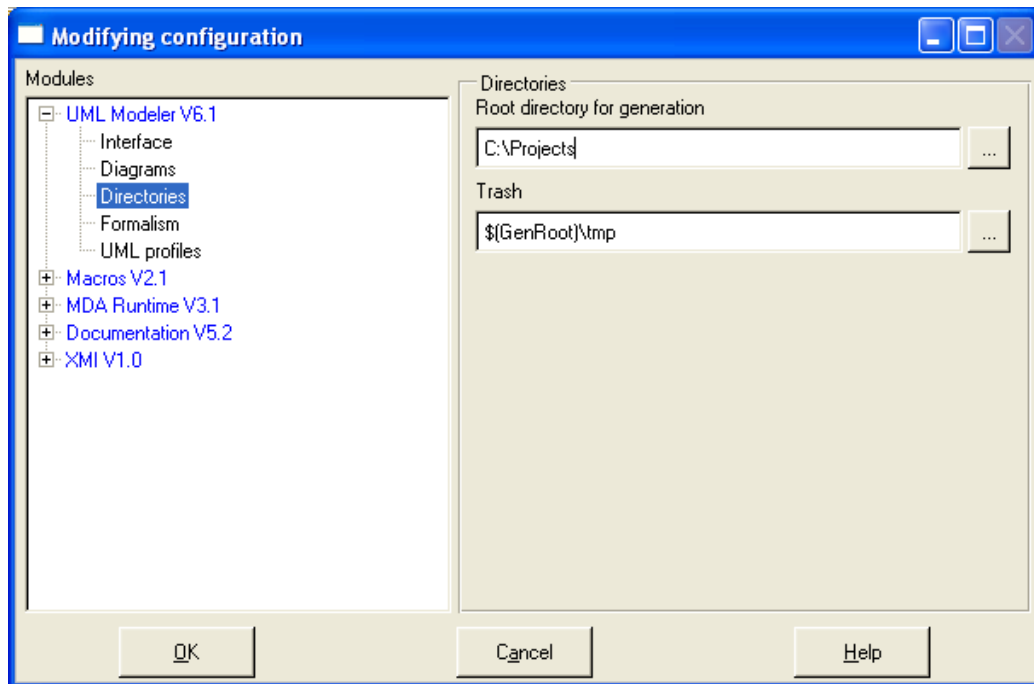 Modifying configuration
Modules
UML Modeler V6.1
Interface
Diagrams
Directories
Formalism
UML profiles
Macros V2.1
MDA Runtime V3.1
Documentation V5.2
XMI V1.0
Directories
Root directory for generation
C:\Projects
...
Trash
$(GenRoot)\tmp
...
OK
Cancel
Help